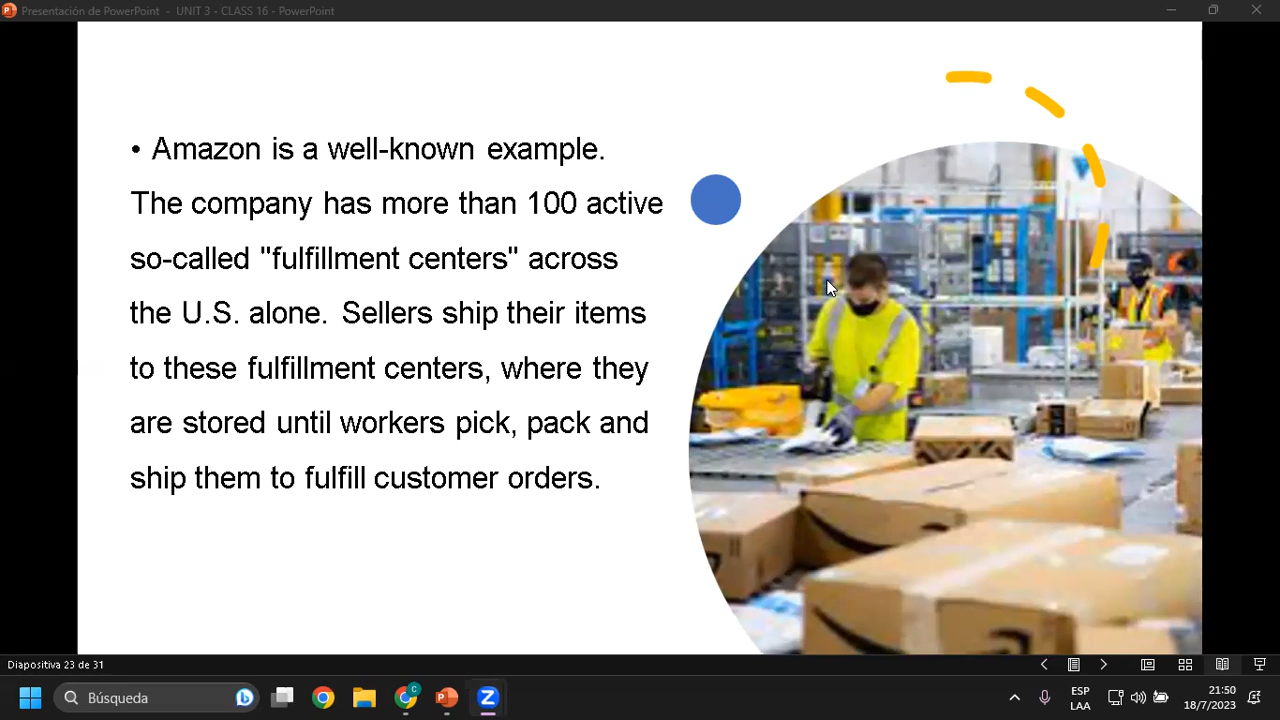 Presentación de PowerPoint - UNIT 3 - CLASS 16 - PowerPoint
• Amazon is a well-known example.
The company has more than 100 active
so-called "fulfillment centers" across
the U.S. alone. Sellers ship their items
to these fulfillment centers, where they
are stored until workers pick, pack and
ship them to fulfill customer orders.
Diapositiva 23 de 31
Búsqueda
ESP
LAA
21:50
18/7/2023